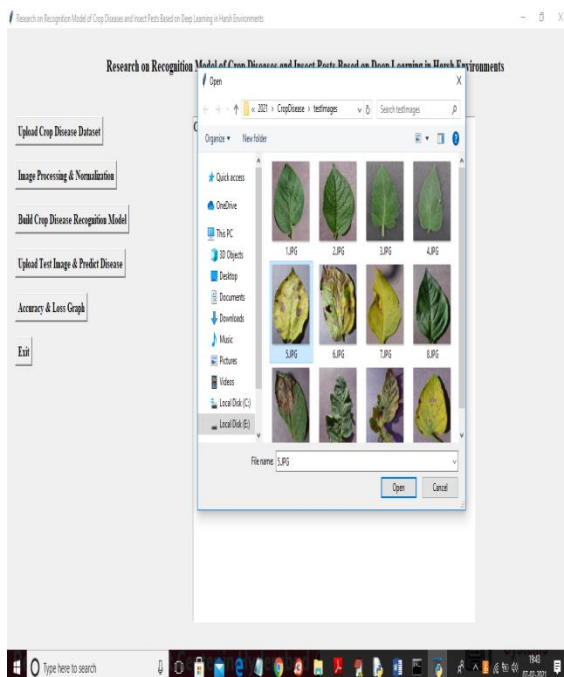 Research on Recognition Model of Crop Diseases and Insect Pests Based on Deep Learning in Harsh Environments
Research on Recognition Model of Crop Diseases and Insect Pests Based on Deep Learning in Harsh Environments
Upload Crop Disease Dataset
Image Processing & Normalization
Build Crop Disease Recognition Model
Upload Test Image & Predict Disease
Accuracy & Loss Graph
Exit
Open
« 2021 › CropDisease › testImages
Search testImages
Organize
New folder
Quick access
OneDrive
This PC
3D Objects
Desktop
Documents
Downloads
Music
Pictures
Videos
Local Disk (C:)
Local Disk (E:)
1.JPG
2.JPG
3.JPG
4.JPG
5.JPG
6.JPG
7.JPG
8.JPG
File name: 5.JPG
Open
Cancel
Type here to search
19:43
07-02-2021